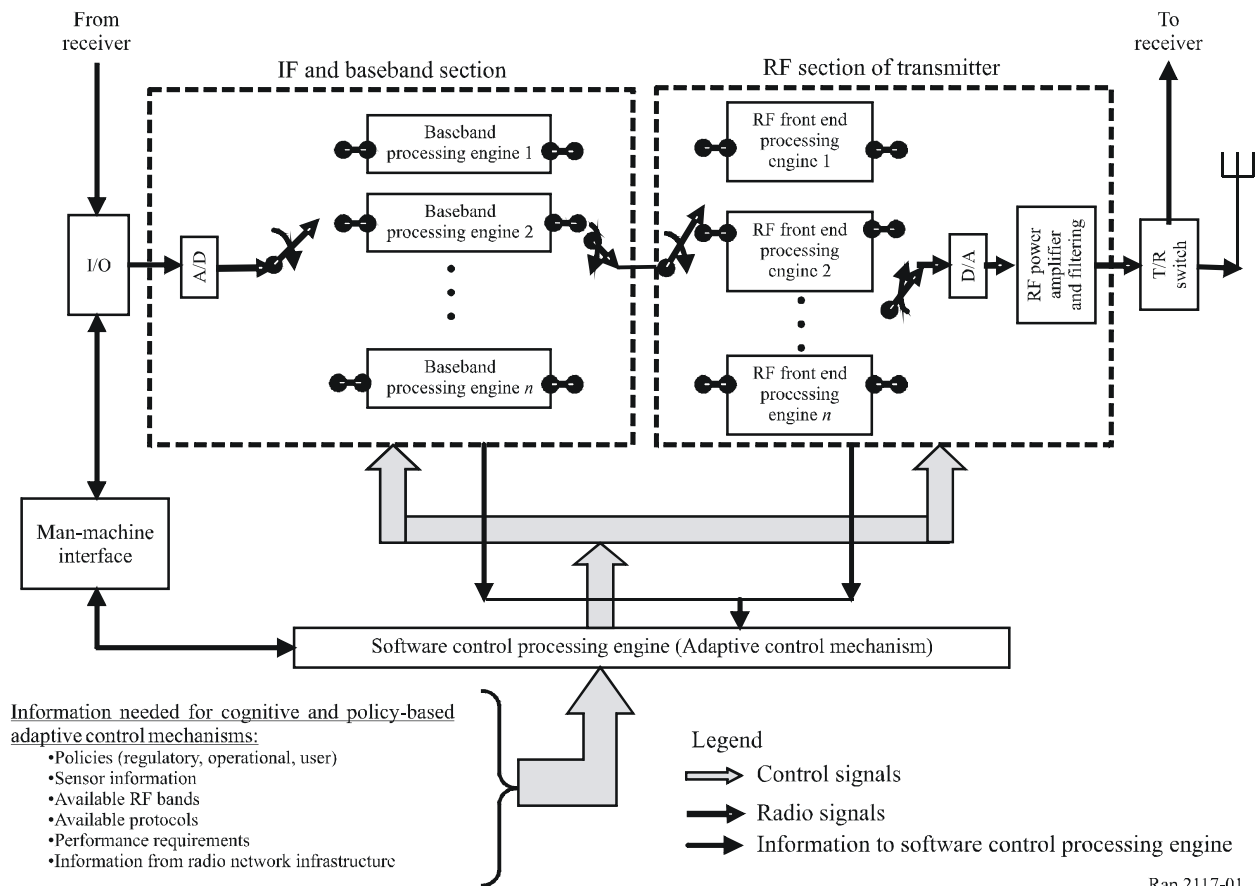 From
receiver
To
receiver
IF and baseband section
RF section of transmitter
Baseband
processing engine 1
RF front end
processing
engine 1
I/O
A/D
Baseband
processing engine 2
RF front end
processing
engine 2
D/A
RF power
amplifier
and filtering
T/R
switch
Baseband
processing engine n
RF front end
processing
engine n
Man-machine
interface
Software control processing engine (Adaptive control mechanism)
Information needed for cognitive and policy-based
adaptive control mechanisms:
•Policies (regulatory, operational, user)
•Sensor information
•Available RF bands
•Available protocols
•Performance requirements
•Information from radio network infrastructure
Legend
Control signals
Radio signals
Information to software control processing engine
Rap 2117-01